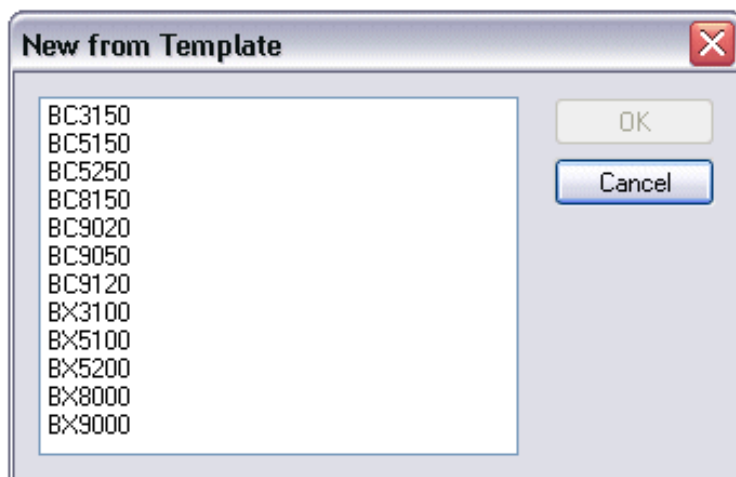 New from Template
BC3150
BC5150
BC5250
BC8150
BC9020
BC9050
BC9120
BX3100
BX5100
BX5200
BX8000
BX9000
OK
Cancel